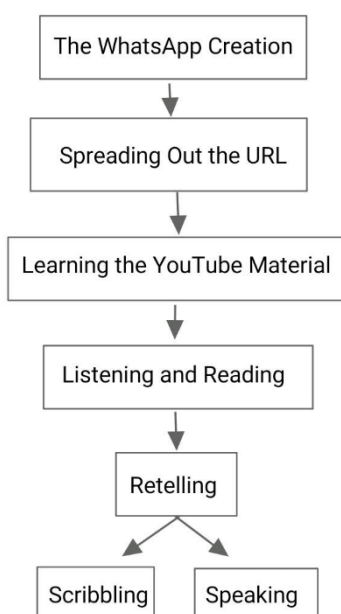 The WhatsApp Creation
Spreading Out the URL
Learning the YouTube Material
Listening and Reading
Retelling
Scribbling
Speaking